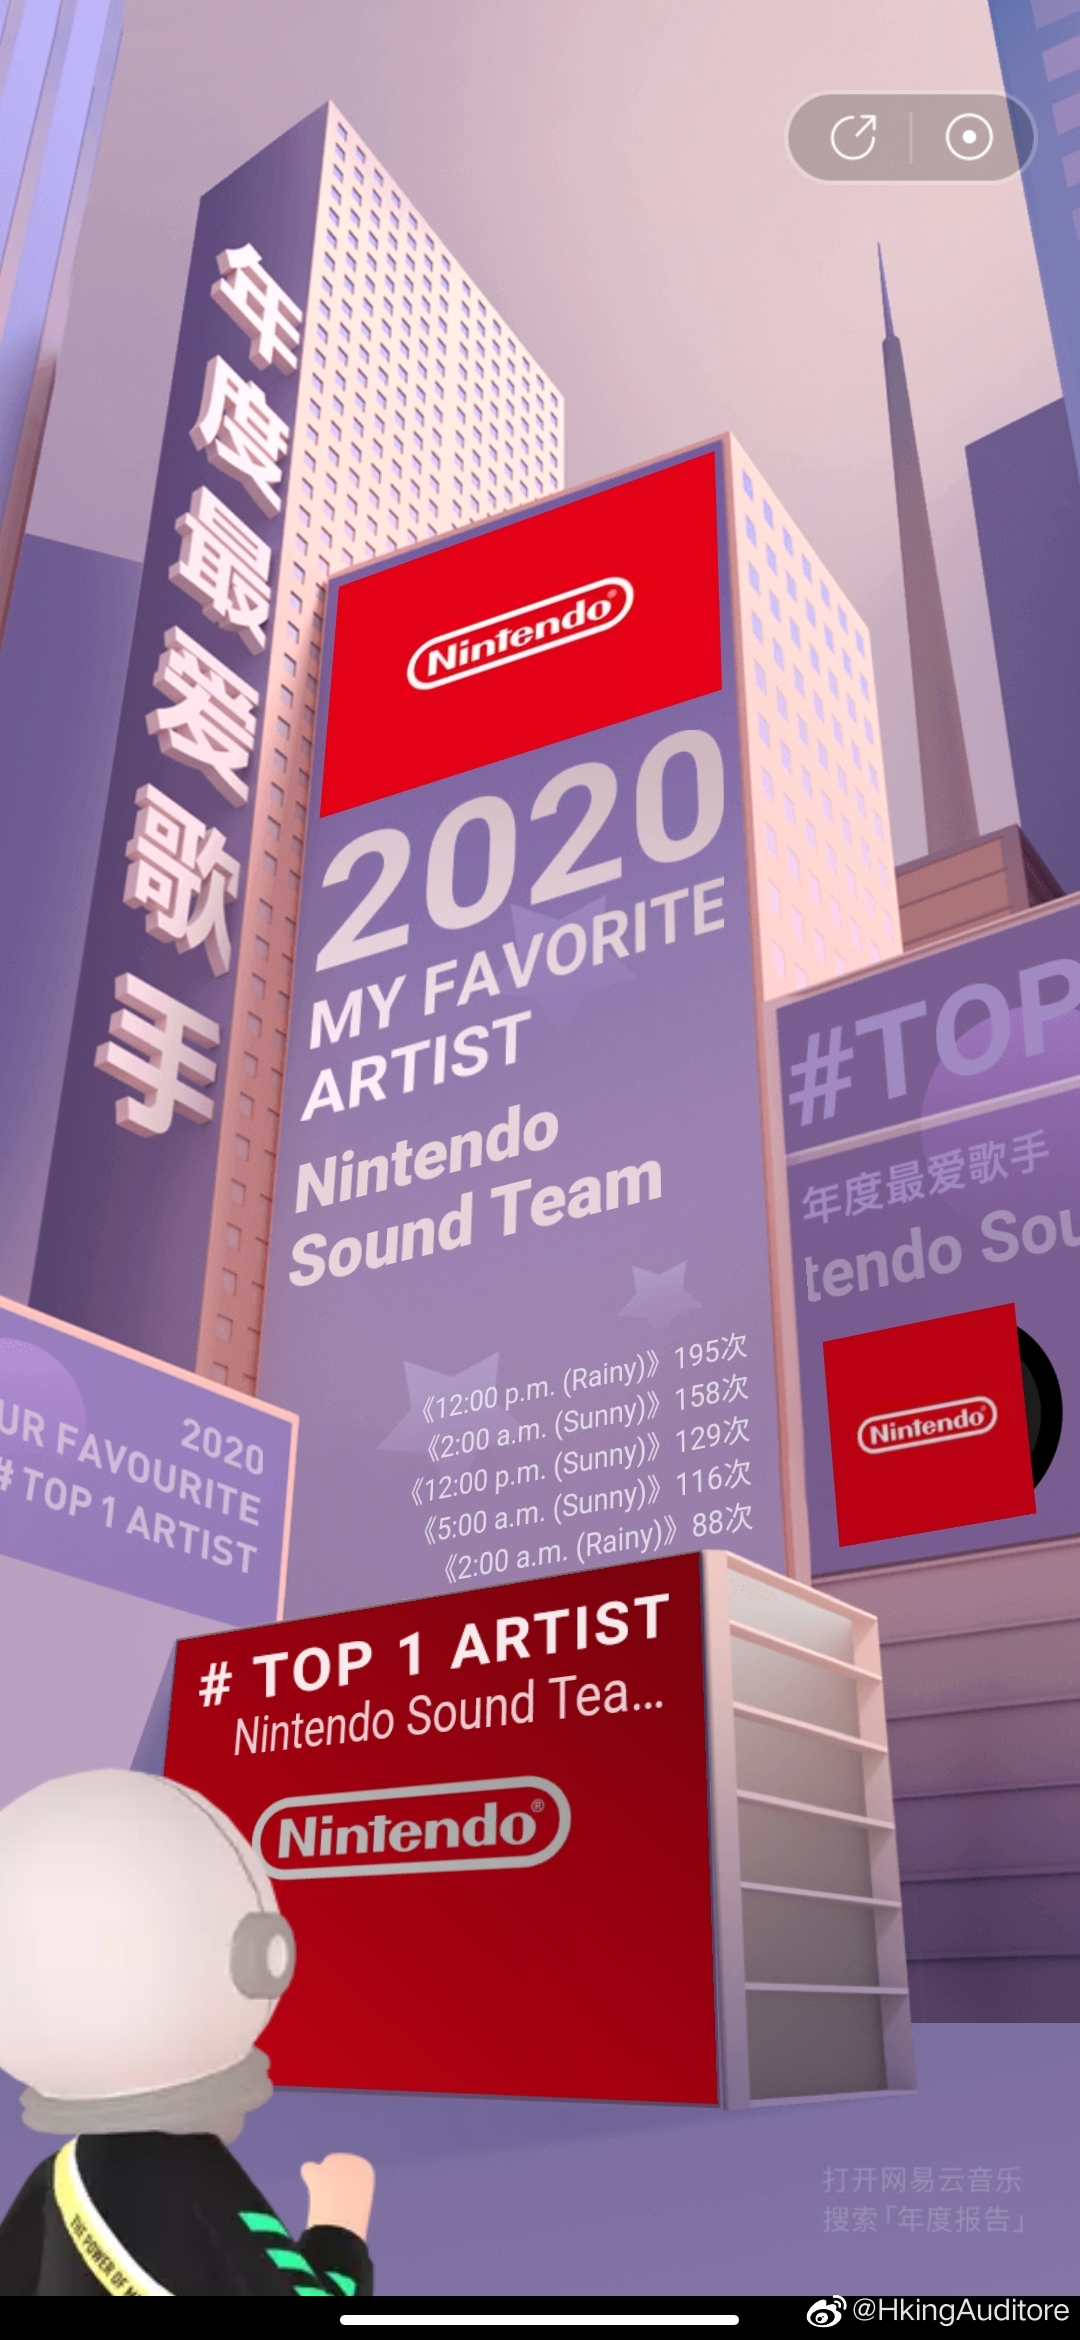 年度最爱歌手
Nintendo®
2020
MY FAVORITE
ARTIST
Nintendo
Sound Team
《12:00 p.m. (Rainy)》 195次
《2:00 a.m. (Sunny)》 158次
《12:00 p.m. (Sunny)》 129次
《5:00 a.m. (Sunny)》 116次
《2:00 a.m. (Rainy)》 88次
#TOP
年度最爱歌手
tendo Sou
Nintendo®
2020
UR FAVOURITE
# TOP 1 ARTIST
# TOP 1 ARTIST
Nintendo Sound Tea...
Nintendo®
THE POWER OF M
打开网易云音乐
搜索「年度报告」
@HkingAuditore